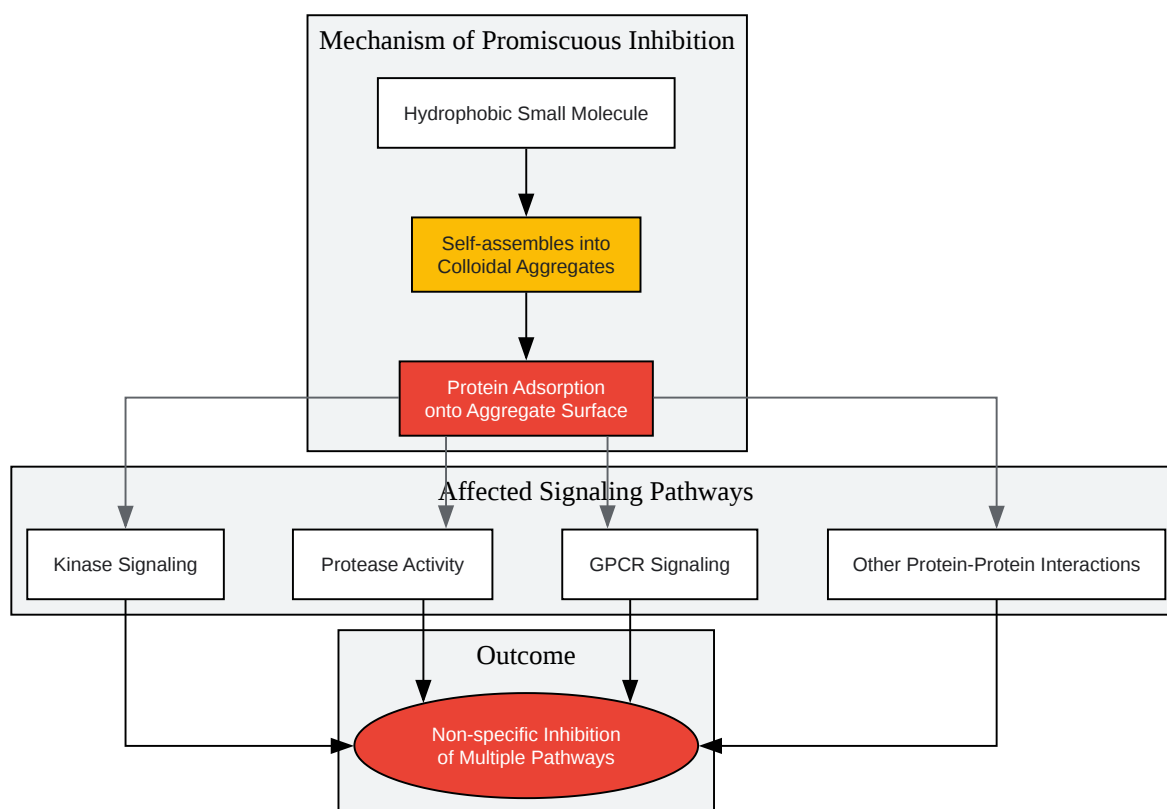 Mechanism of Promiscuous Inhibition
Hydrophobic Small Molecule
Self-assembles into
Colloidal Aggregates
Protein Adsorption
onto Aggregate Surface
Affected Signaling Pathways
Kinase Signaling
Protease Activity
GPCR Signaling
Other Protein-Protein Interactions
Outcome
Non-specific Inhibition
of Multiple Pathways